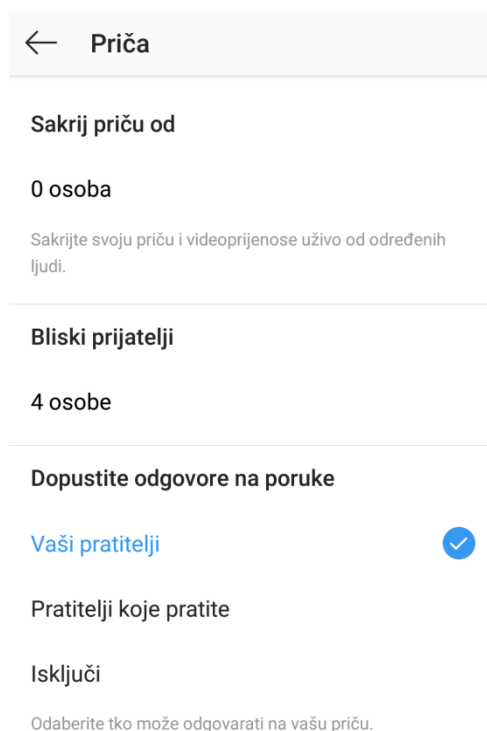 Priča
Sakrij priču od
0 osoba
Sakrijte svoju priču i videoprijenose uživo od određenih
ljudi.
Bliski prijatelji
4 osobe
Dopustite odgovore na poruke
Vaši pratitelji
Pratitelji koje pratite
Isključi
Odaberite tko može odgovarati na vašu priču.